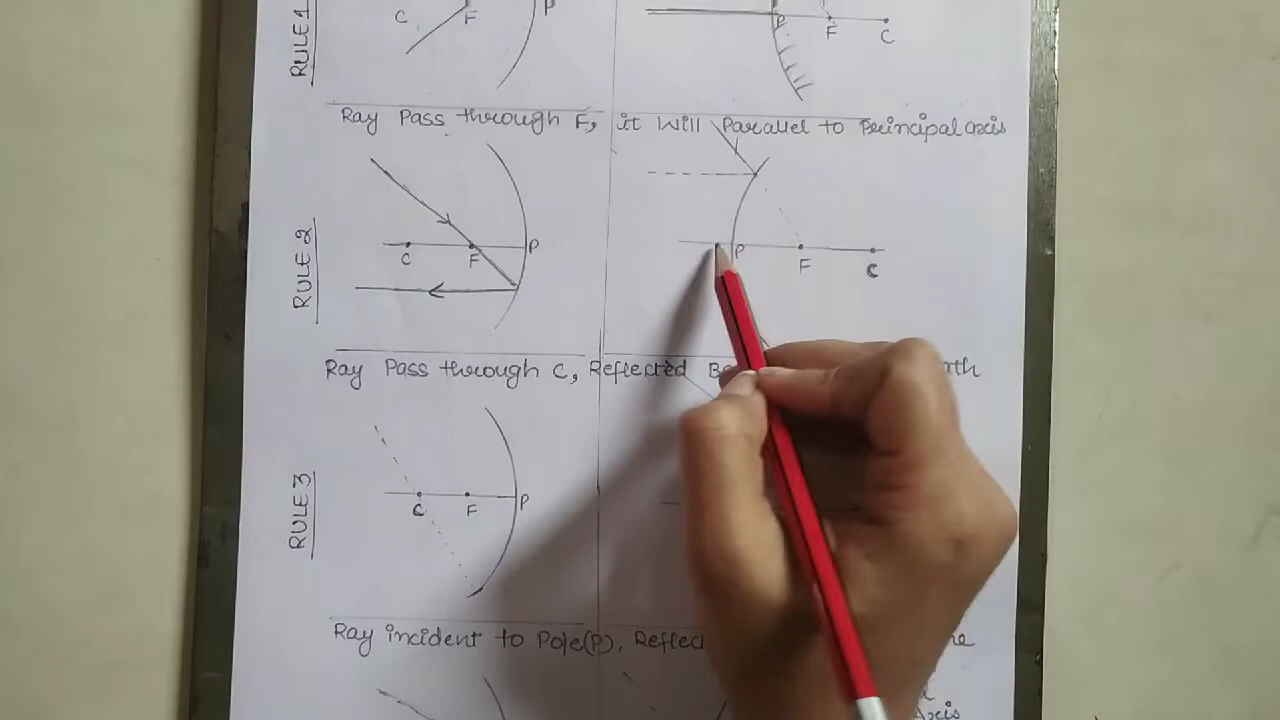 RULE 1
C F P
P F C
Ray Pass through F, it Will Parallel to Principal axis
RULE 2
C F P
P F C
Ray Pass through C, Reflected
RULE 3
C F P
Ray incident to Pole(P),